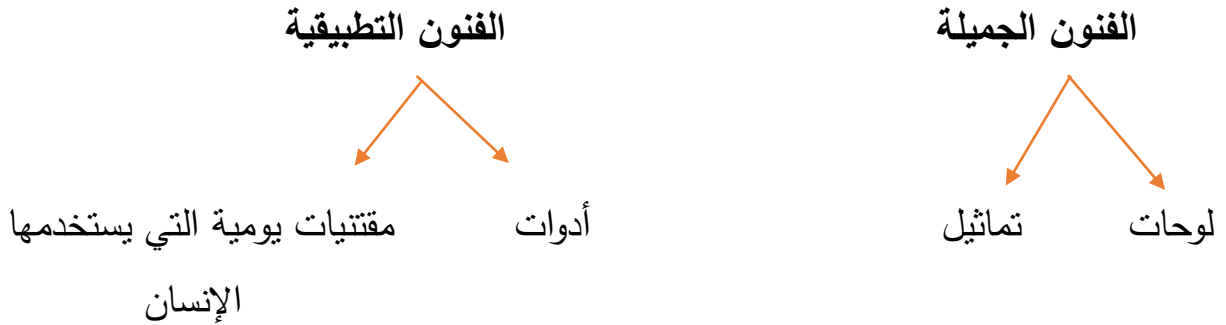 الفنون الجميلة
الفنون التطبيقية
لوحات
تماثيل
أدوات
مقتنيات يومية التي يستخدمها
الإنسان